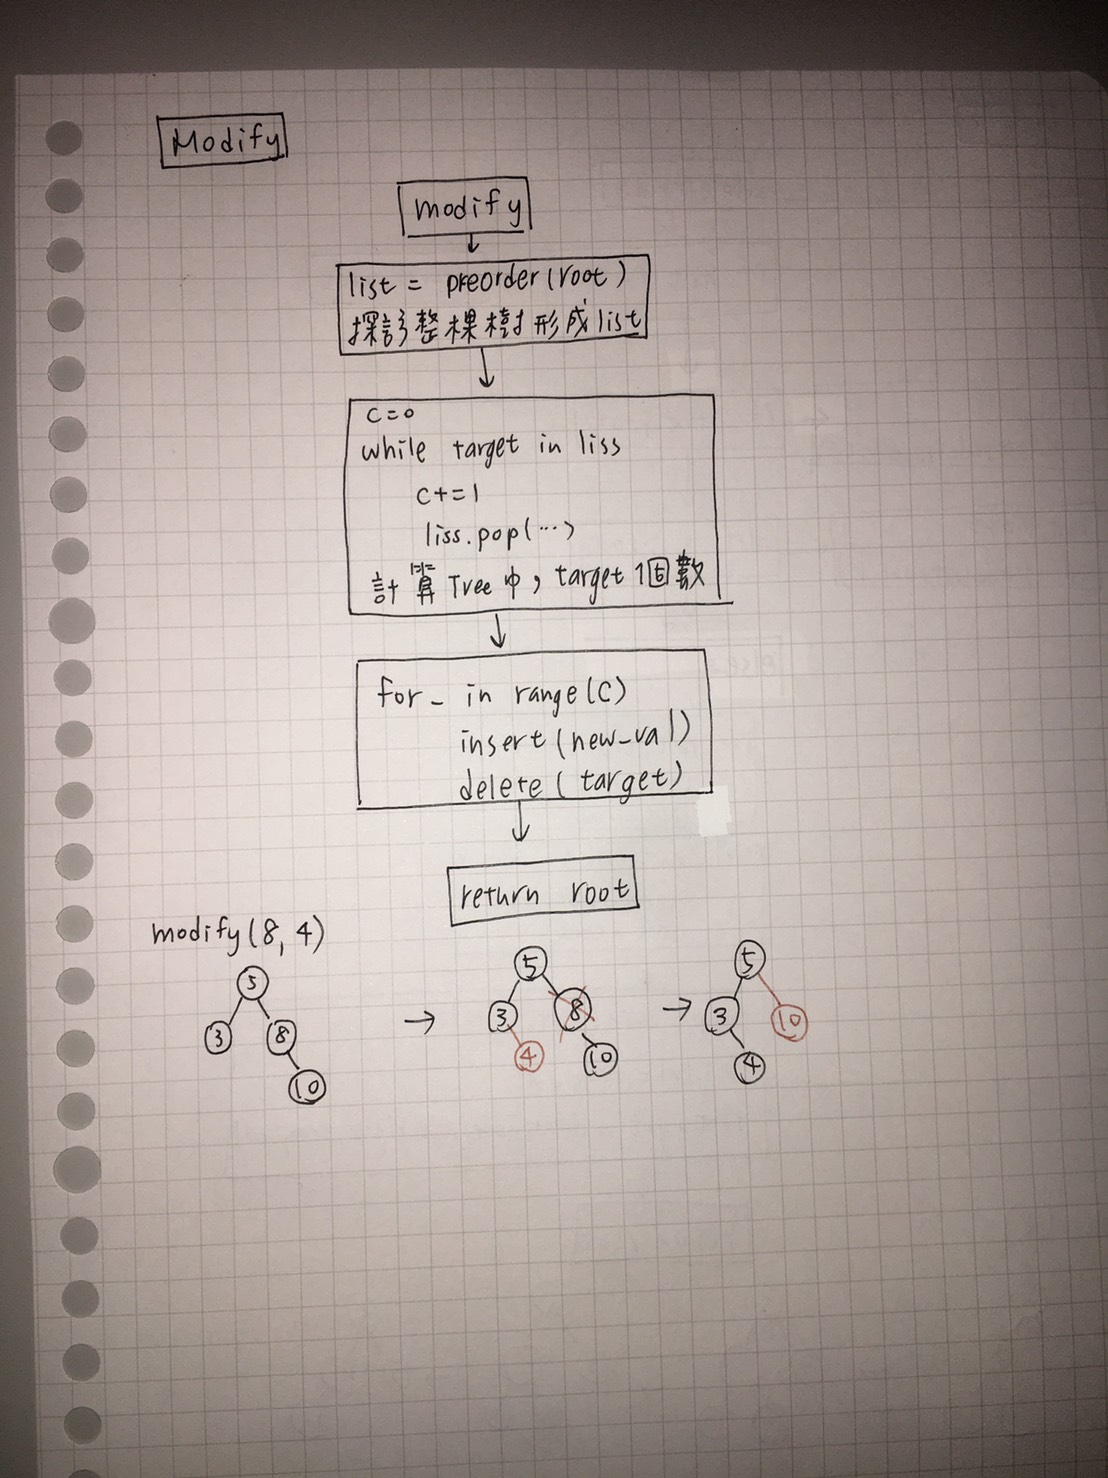 Modify
modify
list = preorder(root)
探訪整棵樹形成list
c=0
while target in liss
c+=1
liss.pop(...)
計算Tree中,target個數
for_ in range(c)
insert(new_val)
delete(target)
return root
modify(8,4)
5
3 8
10
→
5
3 8
4 10
→
5
3 10
4